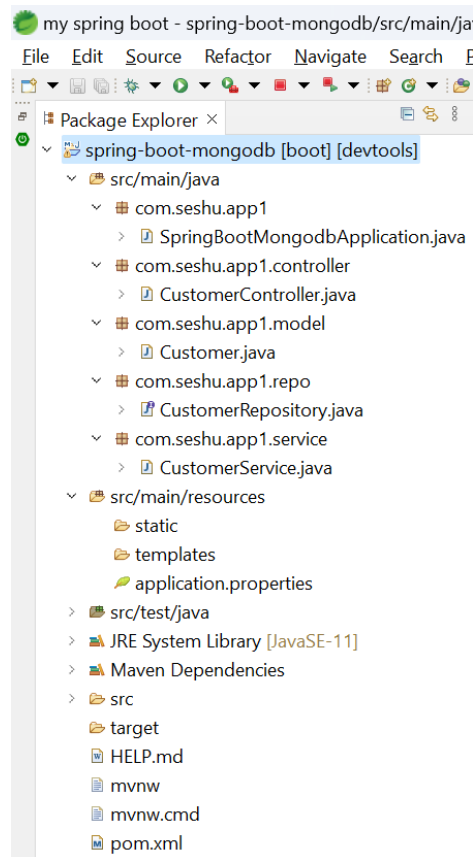 my spring boot - spring-boot-mongodb/src/main/ja
File Edit Source Refactor Navigate Search
Package Explorer
spring-boot-mongodb [boot] [devtools]
src/main/java
com.seshu.app1
SpringBootMongodbApplication.java
com.seshu.app1.controller
CustomerController.java
com.seshu.app1.model
Customer.java
com.seshu.app1.repo
CustomerRepository.java
com.seshu.app1.service
CustomerService.java
src/main/resources
static
templates
application.properties
src/test/java
JRE System Library [JavaSE-11]
Maven Dependencies
src
target
HELP.md
mvnw
mvnw.cmd
pom.xml